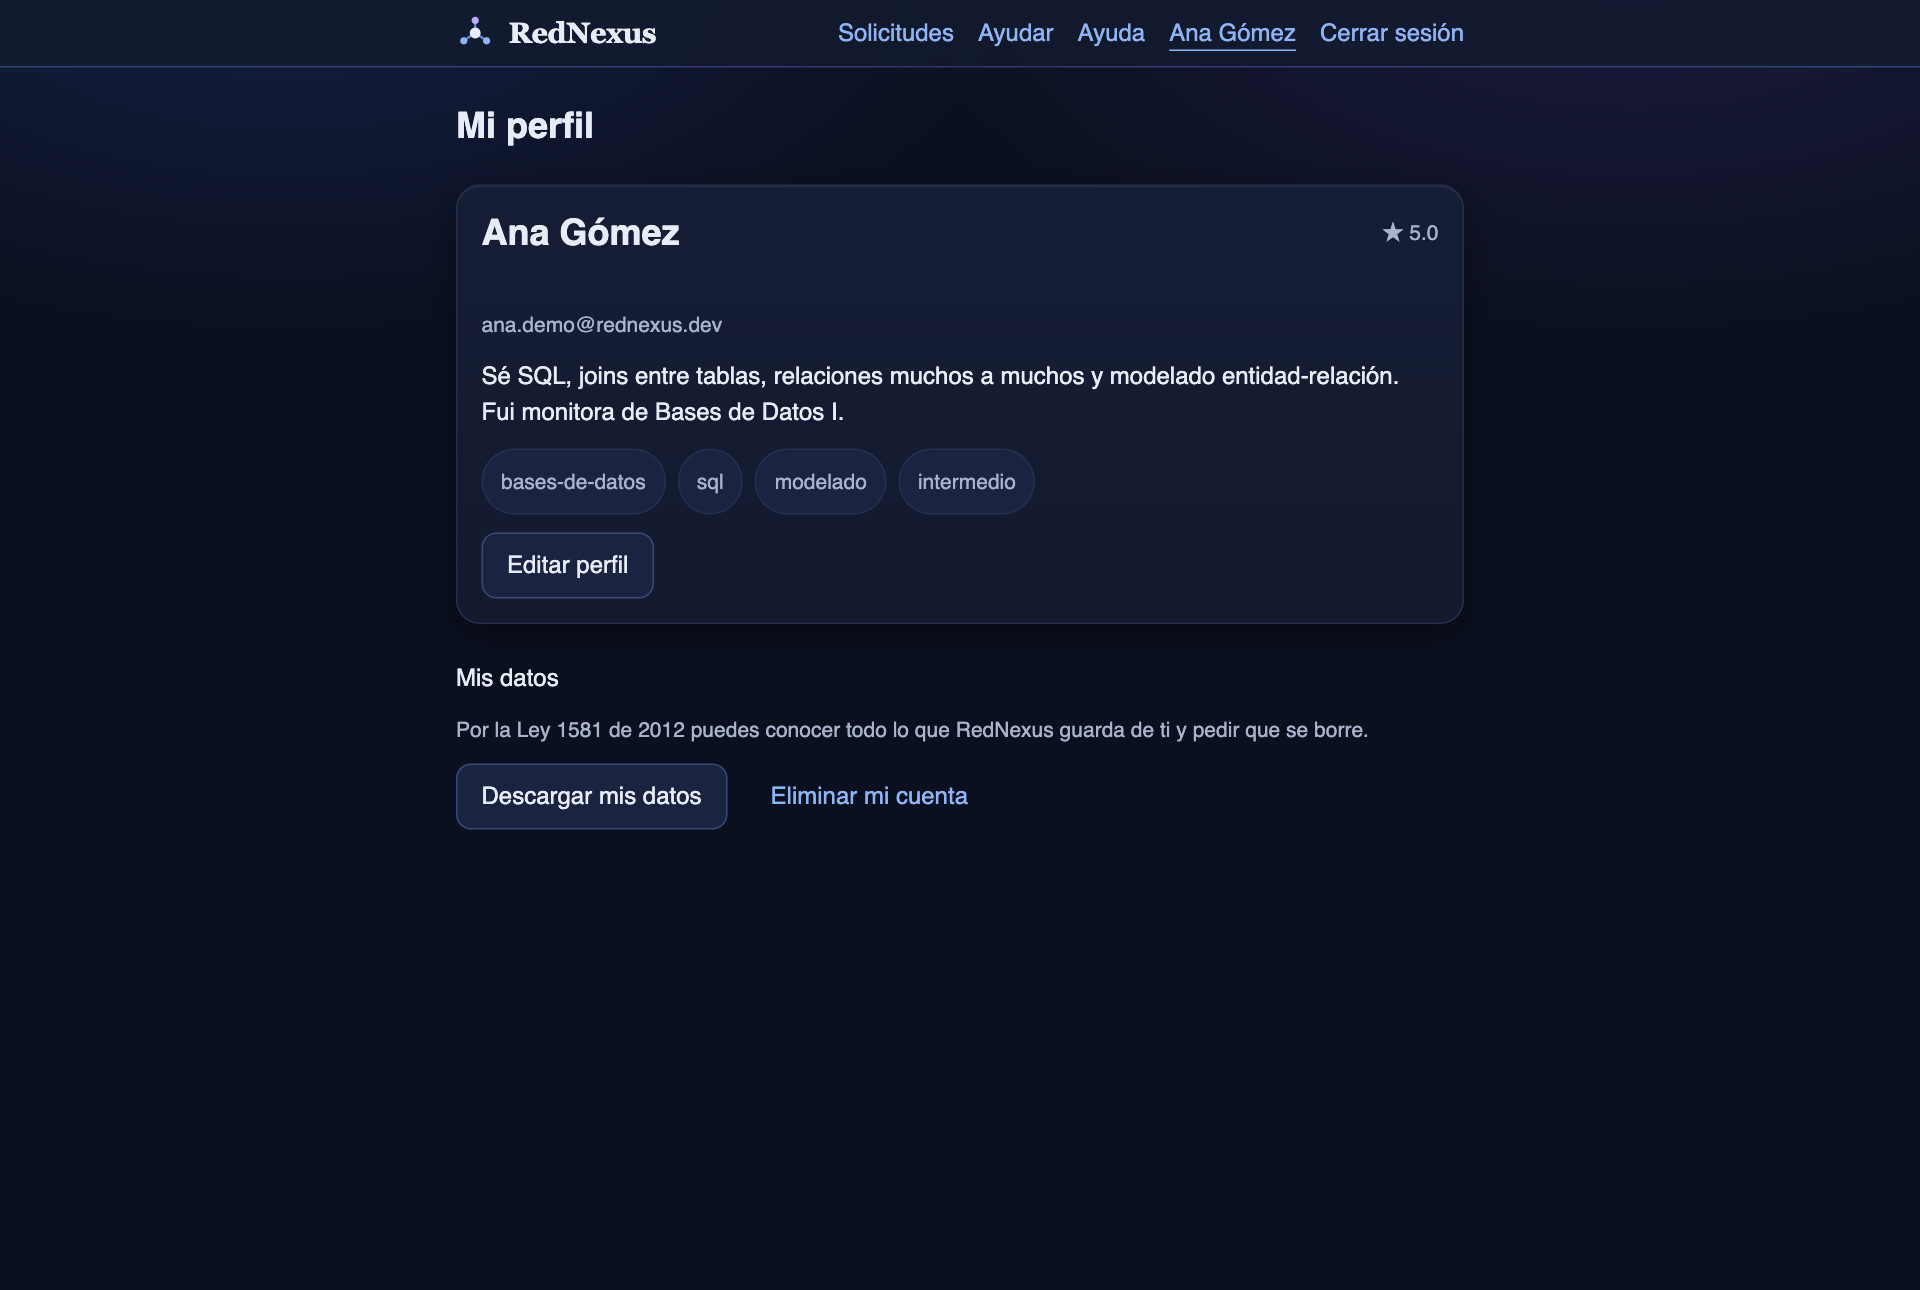 RedNexus
Solicitudes Ayudar Ayuda Ana Gómez Cerrar sesión
Mi perfil
Ana Gómez
★ 5.0
ana.demo@rednexus.dev
Sé SQL, joins entre tablas, relaciones muchos a muchos y modelado entidad-relación.
Fui monitora de Bases de Datos I.
bases-de-datos sql modelado intermedio
Editar perfil
Mis datos
Por la Ley 1581 de 2012 puedes conocer todo lo que RedNexus guarda de ti y pedir que se borre.
Descargar mis datos Eliminar mi cuenta